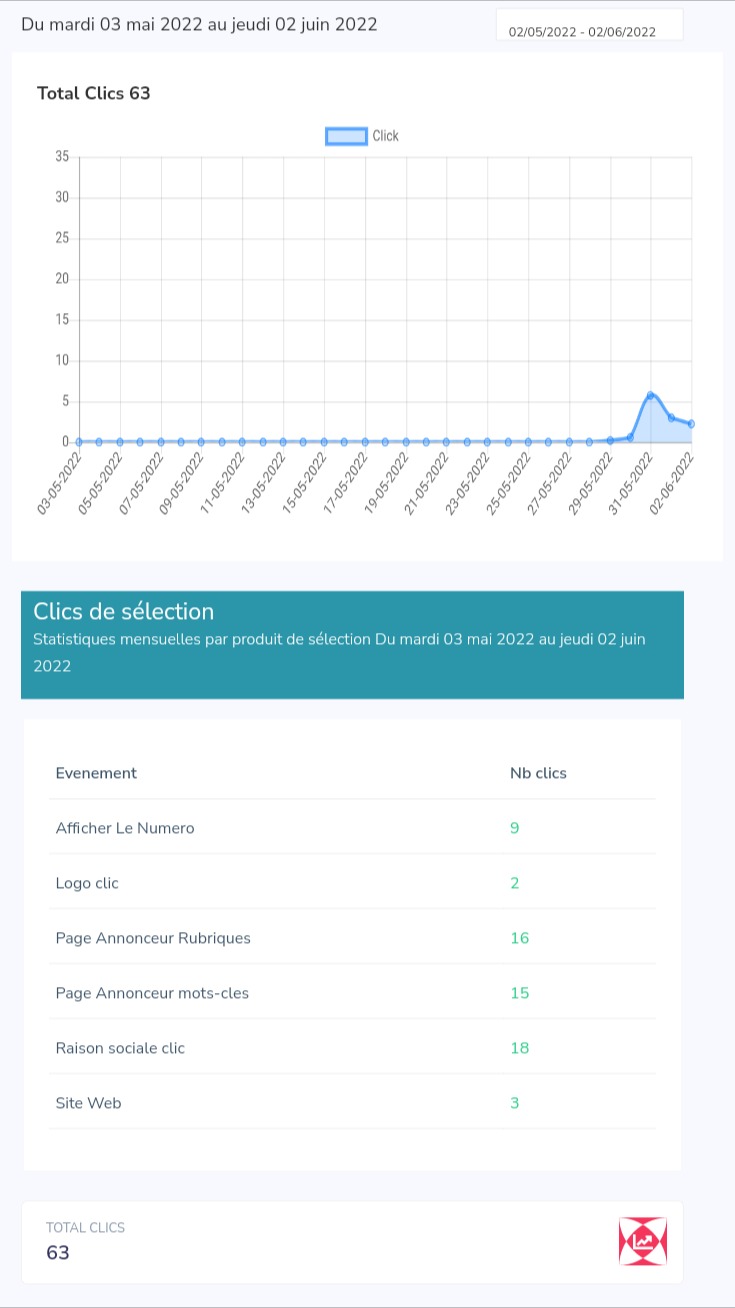 Du mardi 03 mai 2022 au jeudi 02 juin 2022
02/05/2022 - 02/06/2022
Total Clics 63
Click
35
30
25
20
15
10
5
0
03-05-2022
05-05-2022
07-05-2022
09-05-2022
11-05-2022
13-05-2022
15-05-2022
17-05-2022
19-05-2022
21-05-2022
23-05-2022
25-05-2022
27-05-2022
29-05-2022
31-05-2022
02-06-2022
Clics de sélection
Statistiques mensuelles par produit de sélection Du mardi 03 mai 2022 au jeudi 02 juin
2022
Evenement Nb clics
Afficher Le Numero 9
Logo clic 2
Page Annonceur Rubriques 16
Page Annonceur mots-cles 15
Raison sociale clic 18
Site Web 3
TOTAL CLICS
63